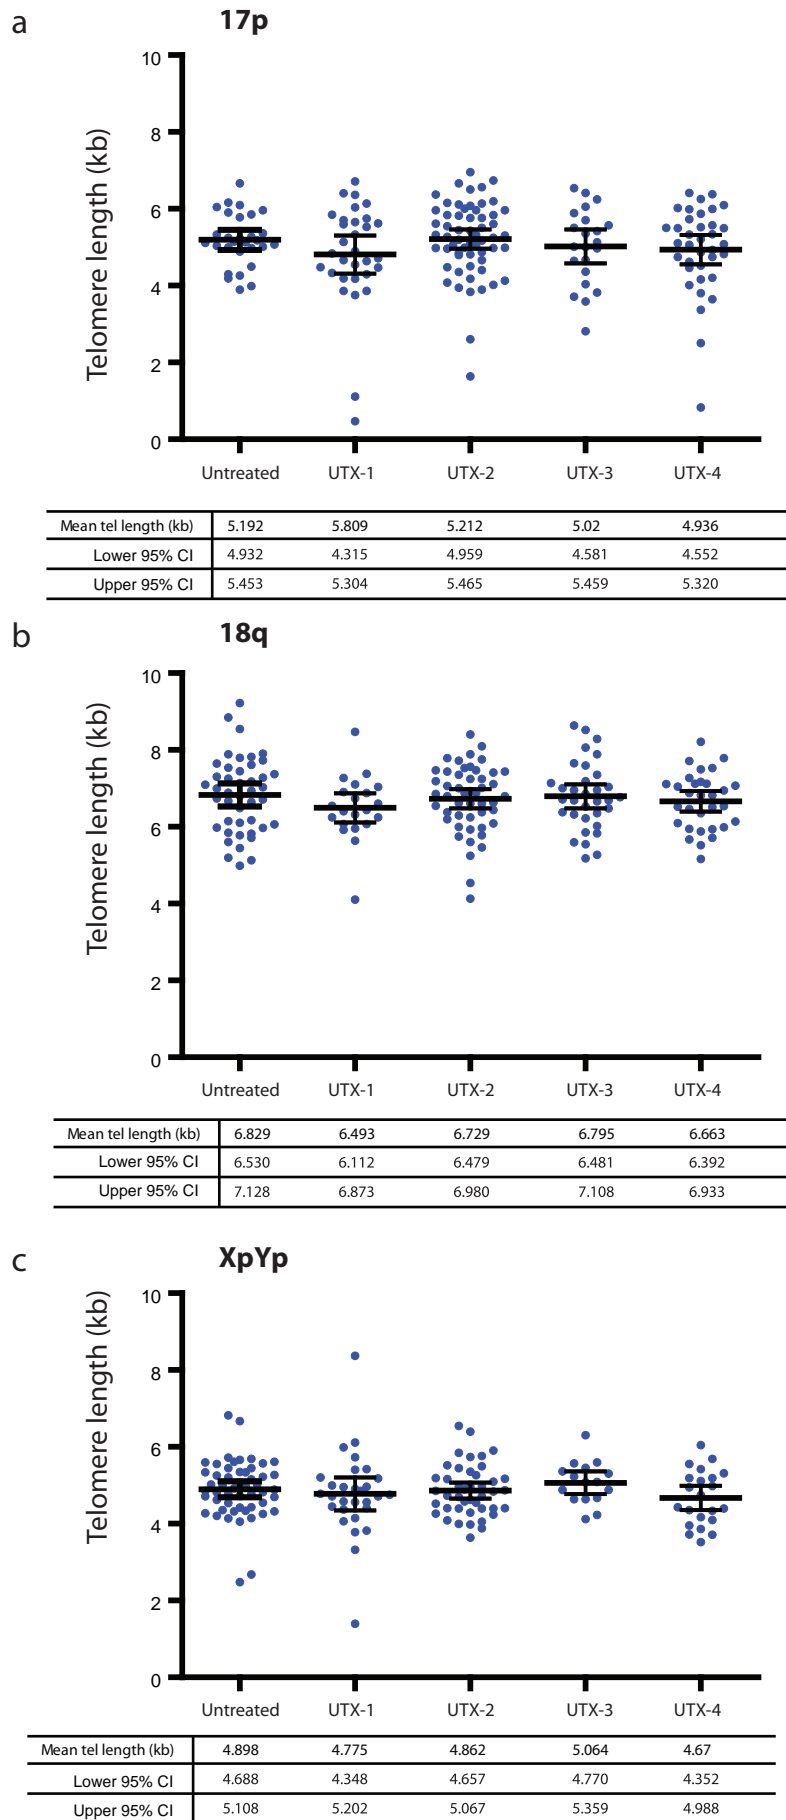 a
17p
10
8
6
4
2
0
Telomere length (kb)
Untreated UTX-1 UTX-2 UTX-3 UTX-4
Mean tel length (kb) 5.192 5.809 5.212 5.02 4.936
Lower 95% CI 4.932 4.315 4.959 4.581 4.552
Upper 95% CI 5.453 5.304 5.465 5.459 5.320
b
18q
10
8
6
4
2
0
Telomere length (kb)
Untreated UTX-1 UTX-2 UTX-3 UTX-4
Mean tel length (kb) 6.829 6.493 6.729 6.795 6.663
Lower 95% CI 6.530 6.112 6.479 6.481 6.392
Upper 95% CI 7.128 6.873 6.980 7.108 6.933
c
XpYp
10
8
6
4
2
0
Telomere length (kb)
Untreated UTX-1 UTX-2 UTX-3 UTX-4
Mean tel length (kb) 4.898 4.775 4.862 5.064 4.67
Lower 95% CI 4.688 4.348 4.657 4.770 4.352
Upper 95% CI 5.108 5.202 5.067 5.359 4.988